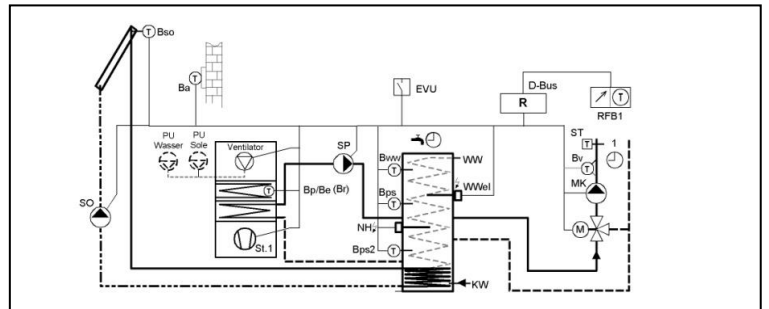 T Bso
T
Ba
EVU
D-Bus
R
T
RFB1
PU
Wasser
PU
Sole
Ventilator
SP
ST
T
1
Bv
T
MK
M
Bww
T
WW
WWel
T Bp/Be (Br)
Bps
T
SO
St.1
NH
Bps2 T
KW